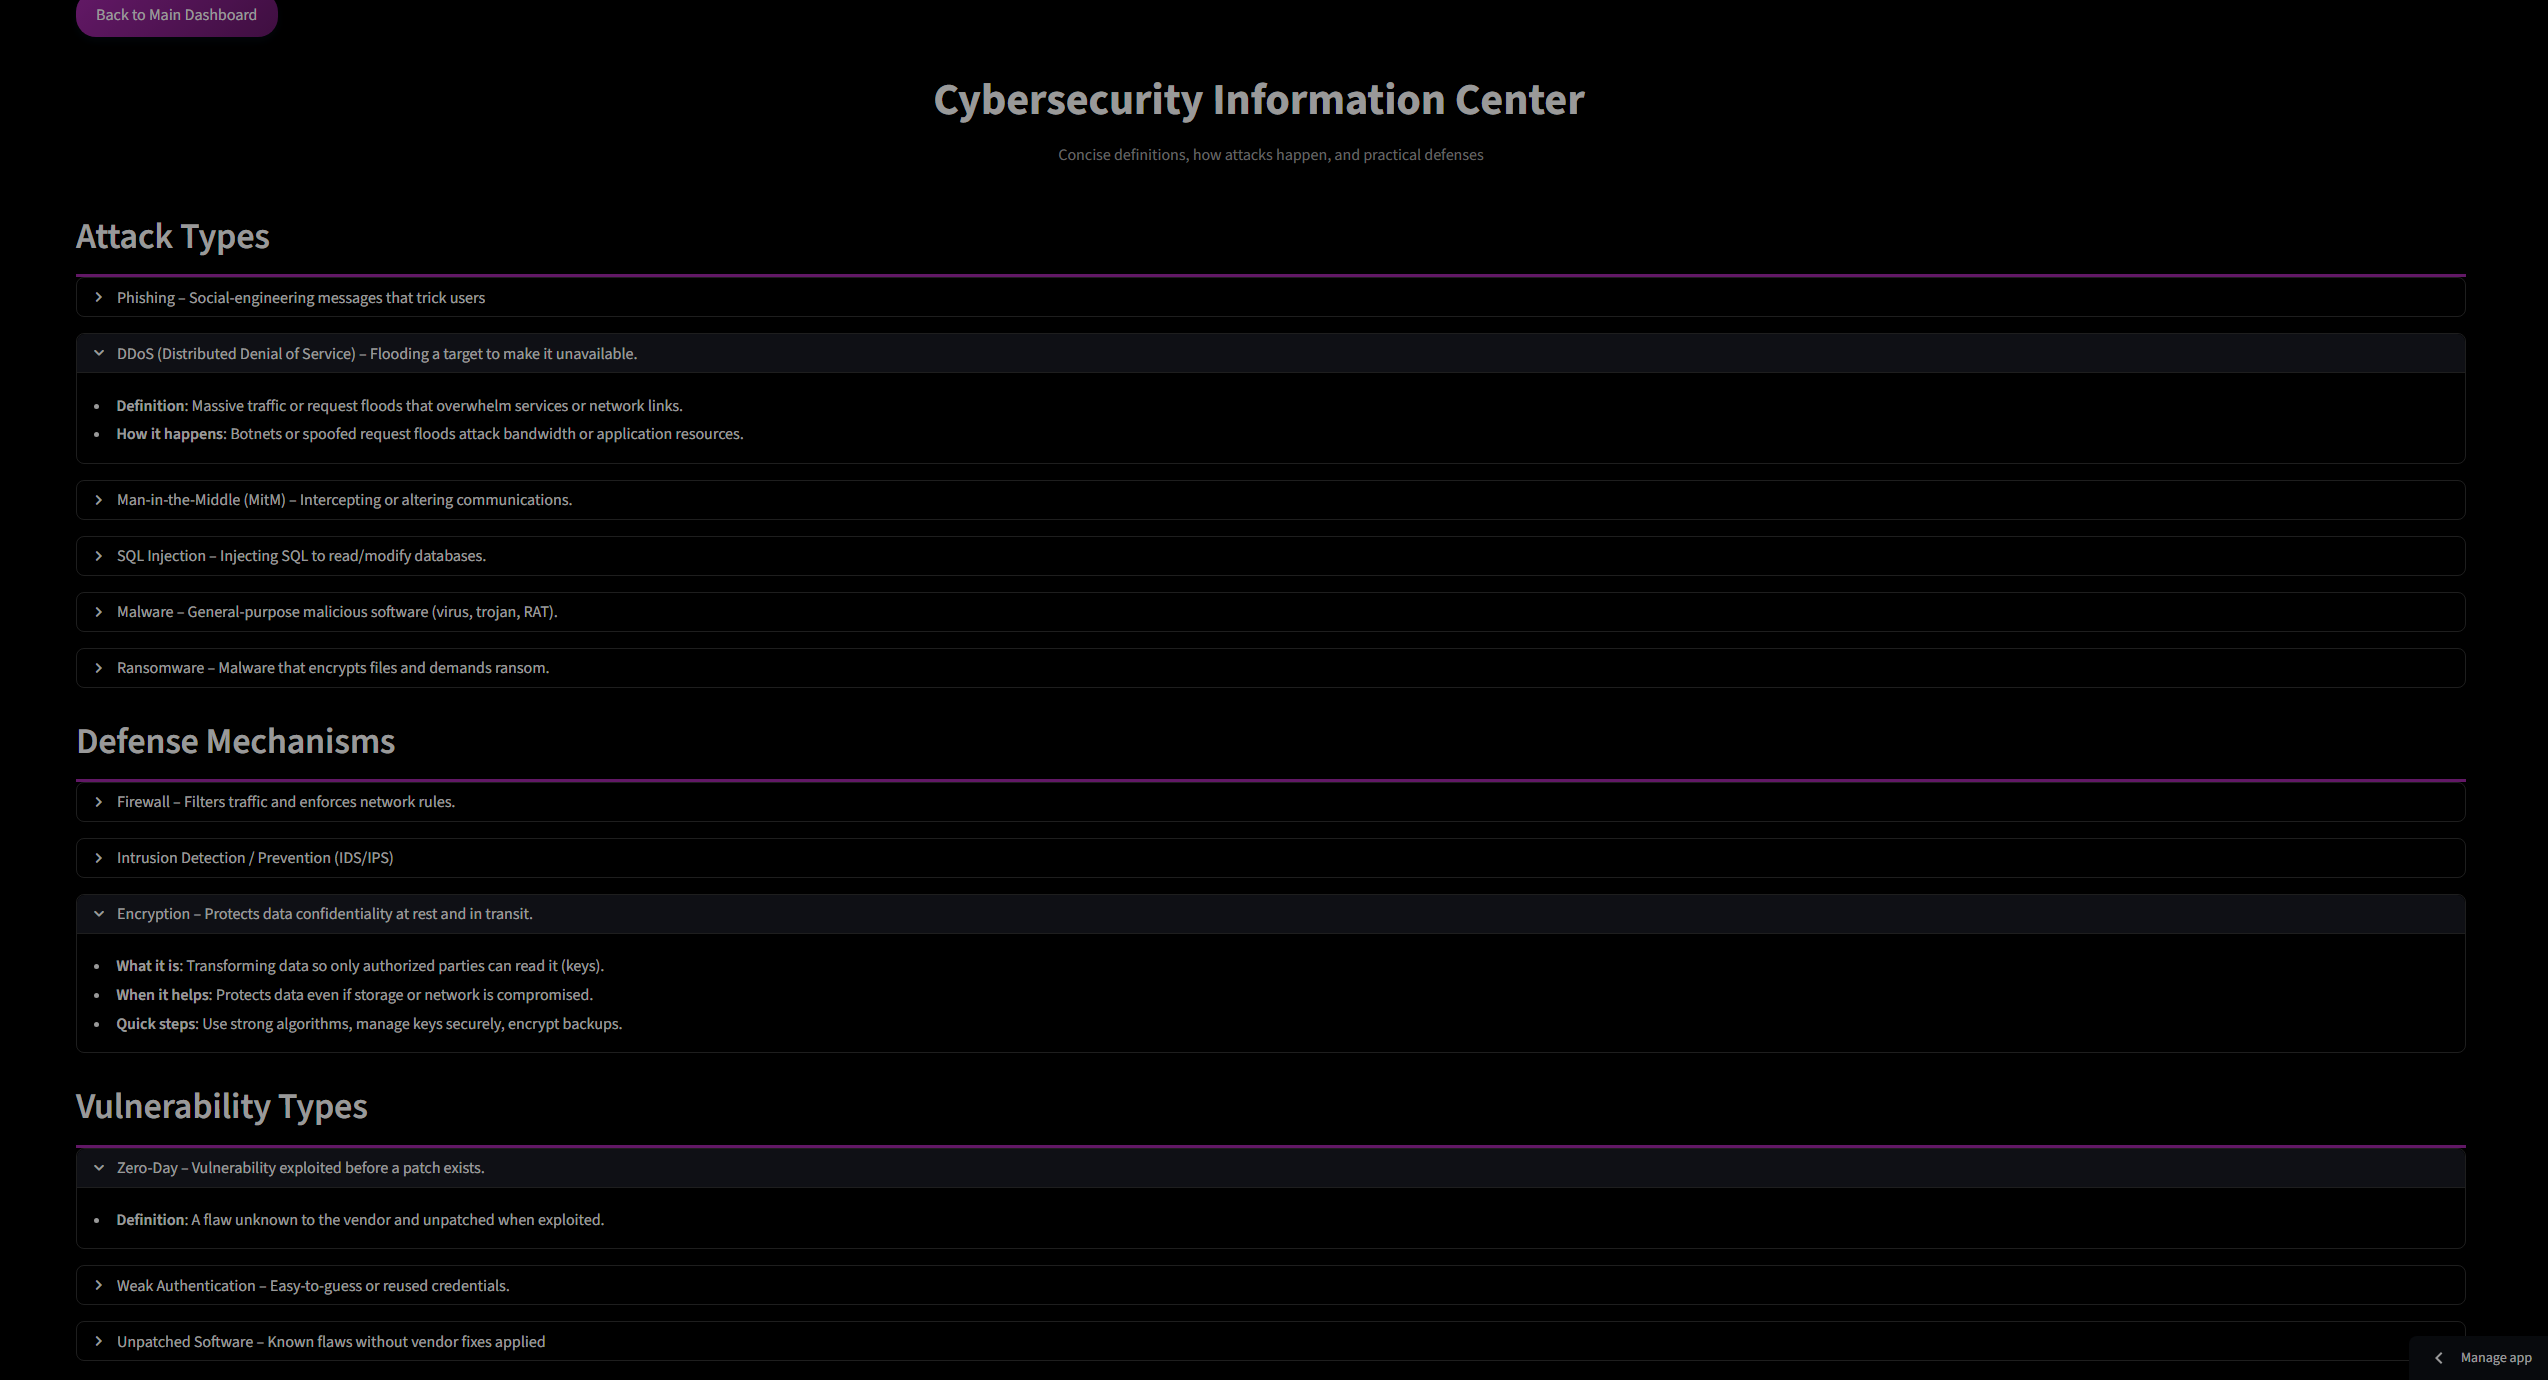 Back to Main Dashboard
Cybersecurity Information Center
Concise definitions, how attacks happen, and practical defenses
Attack Types
Phishing – Social-engineering messages that trick users
DDoS (Distributed Denial of Service) – Flooding a target to make it unavailable.
Definition: Massive traffic or request floods that overwhelm services or network links.
How it happens: Botnets or spoofed request floods attack bandwidth or application resources.
Man-in-the-Middle (MitM) – Intercepting or altering communications.
SQL Injection – Injecting SQL to read/modify databases.
Malware – General-purpose malicious software (virus, trojan, RAT).
Ransomware – Malware that encrypts files and demands ransom.
Defense Mechanisms
Firewall – Filters traffic and enforces network rules.
Intrusion Detection / Prevention (IDS/IPS)
Encryption – Protects data confidentiality at rest and in transit.
What it is: Transforming data so only authorized parties can read it (keys).
When it helps: Protects data even if storage or network is compromised.
Quick steps: Use strong algorithms, manage keys securely, encrypt backups.
Vulnerability Types
Zero-Day – Vulnerability exploited before a patch exists.
Definition: A flaw unknown to the vendor and unpatched when exploited.
Weak Authentication – Easy-to-guess or reused credentials.
Unpatched Software – Known flaws without vendor fixes applied
Manage app